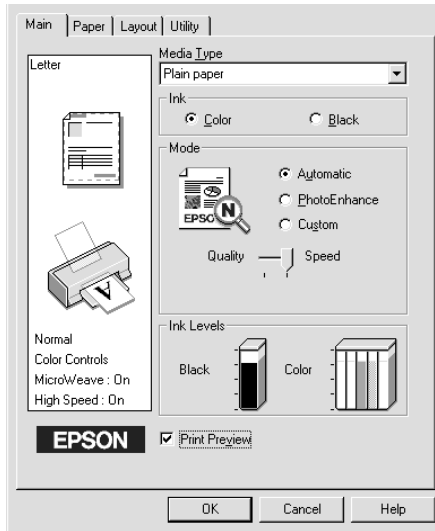 Main Paper Layout Utility
Letter
Media Type
Plain paper
Ink
Color Black
Mode
EPSO
N
Automatic
PhotoEnhance
Custom
Quality Speed
A
Normal
Color Controls
MicroWeave : On
High Speed : On
Ink Levels
Black Color
EPSON
Print Preview
OK Cancel Help